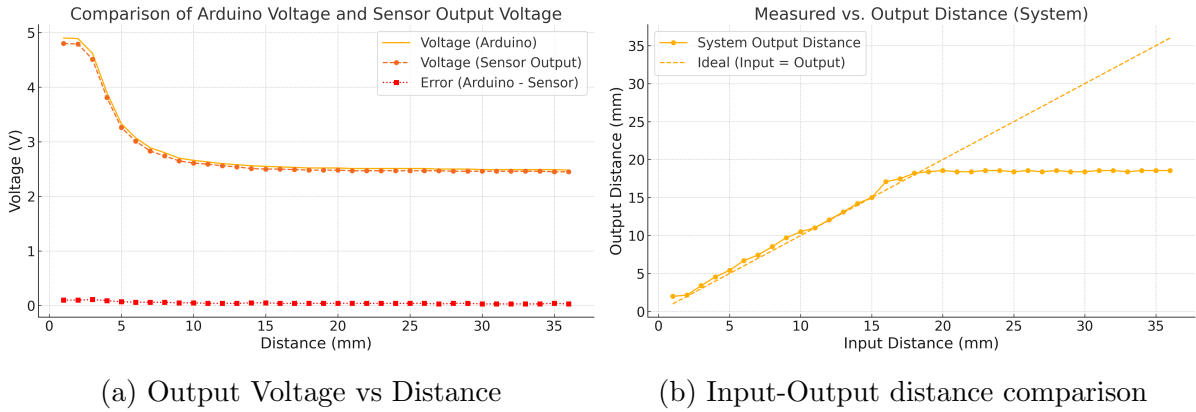 Comparison of Arduino Voltage and Sensor Output Voltage
Voltage (Arduino)
Voltage (Sensor Output)
Error (Arduino - Sensor)
Voltage (V)
5
4
3
2
1
0
0 5 10 15 20 25 30 35
Distance (mm)
(a) Output Voltage vs Distance
Measured vs. Output Distance (System)
System Output Distance
Ideal (Input = Output)
Output Distance (mm)
35
30
25
20
15
10
5
0
0 5 10 15 20 25 30 35
Input Distance (mm)
(b) Input-Output distance comparison